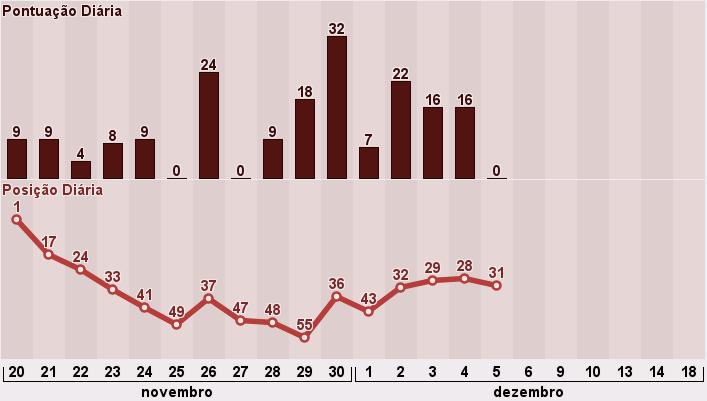 Pontuação Diária
9 9 4 8 9 0 24 0 9 18 32 7 22 16 16 0
Posição Diária
1 17 24 33 41 49 37 47 48 55 36 43 32 29 28 31
20 21 22 23 24 25 26 27 28 29 30 1 2 3 4 5 6 9 10 13 14 18
novembro dezembro